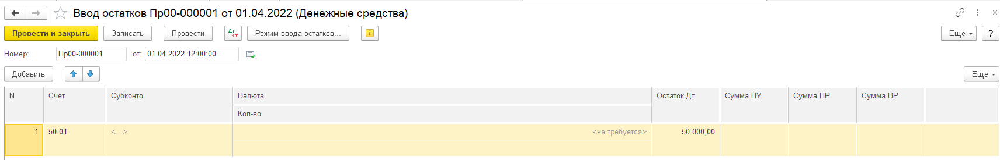 Ввод остатков Пр00-000001 от 01.04.2022 (Денежные средства)
Провести и закрыть Записать Провести Дт Кт Режим ввода остатков... i Еще ?
Номер: Пр00-000001 от: 01.04.2022 12:00:00
Добавить Еще
N Счет Субконто Валюта Остаток Дт Сумма НУ Сумма ПР Сумма ВР
Кол-во
1 50.01 <...> <не требуется> 50 000,00